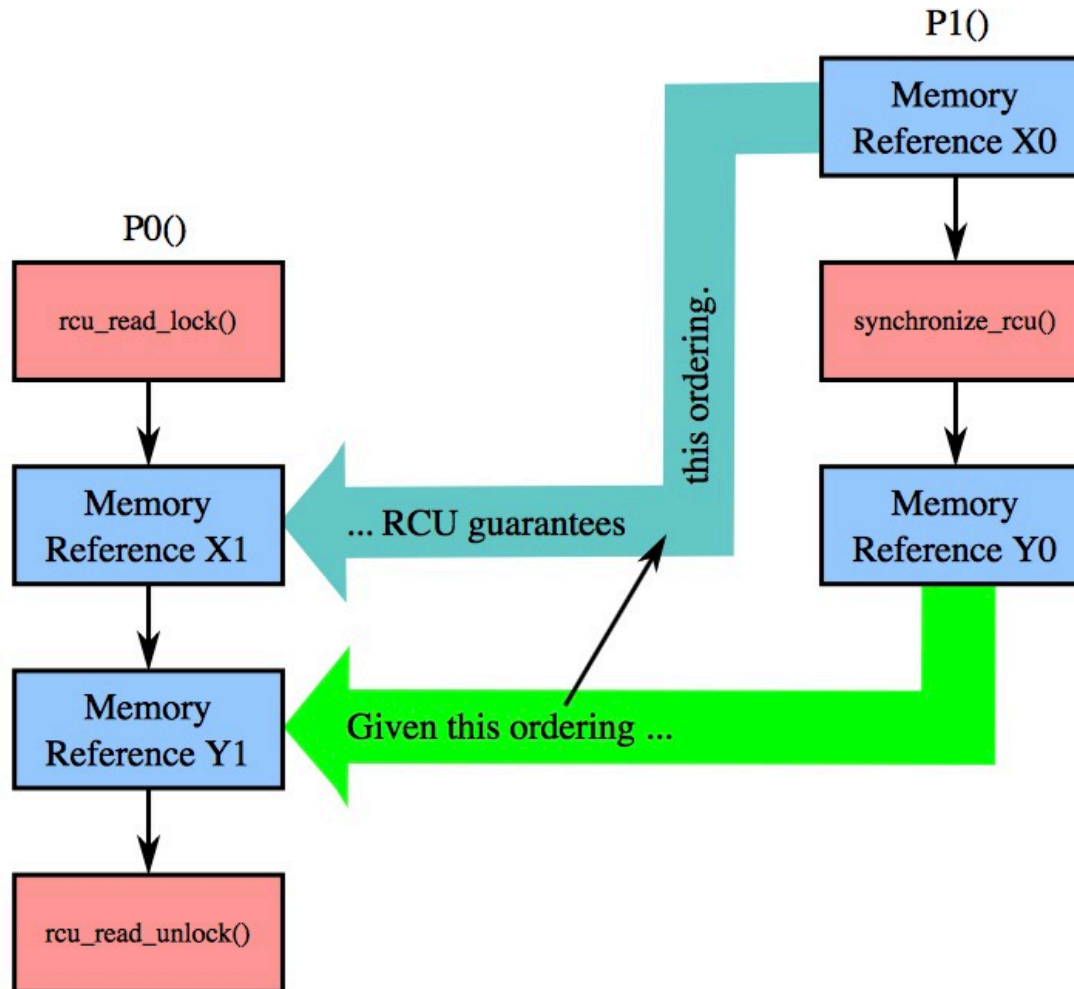 P1()
Memory
Reference X0
P0()
rcu_read_lock()
synchronize_rcu()
this ordering.
Memory
Reference X1
... RCU guarantees
Memory
Reference Y0
Memory
Reference Y1
Given this ordering ...
rcu_read_unlock()